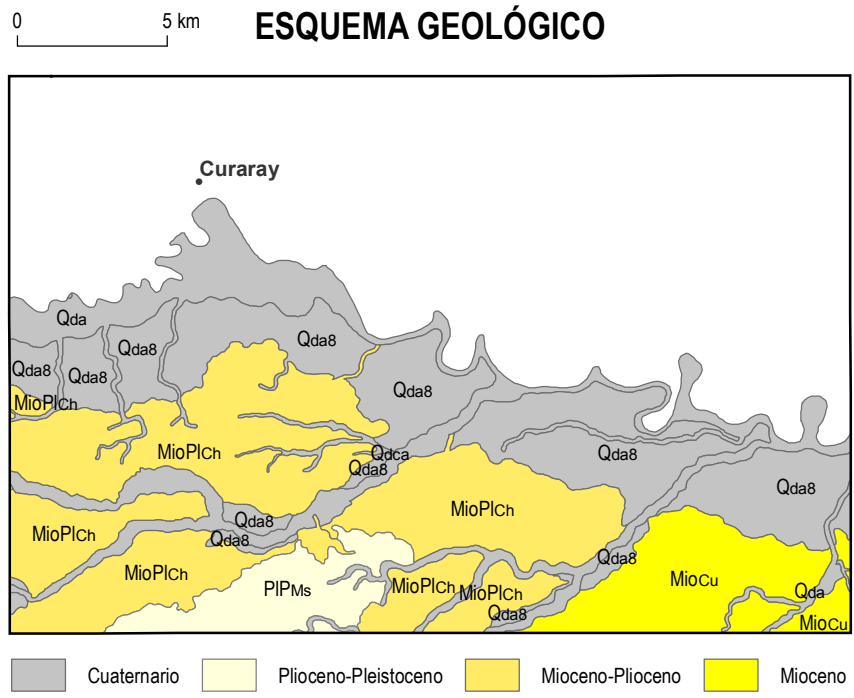 0 5 km ESQUEMA GEOLÓGICO
Curaray
Qda
Qda8
Qda8
Qda8
Qda8
Qda8
MioPlCh
MioPlCh
Qdca
Qda8
Qda8
Qda8
MioPlCh
Qda8
Qda8
MioPlCh
Qda8
MioPlCh
PlPMs
MioPlCh
MioPlCh
Qda8
MioCu
Qda
Qda8
MioCu
Cuaternario Plioceno-Pleistoceno Mioceno-Plioceno Mioceno